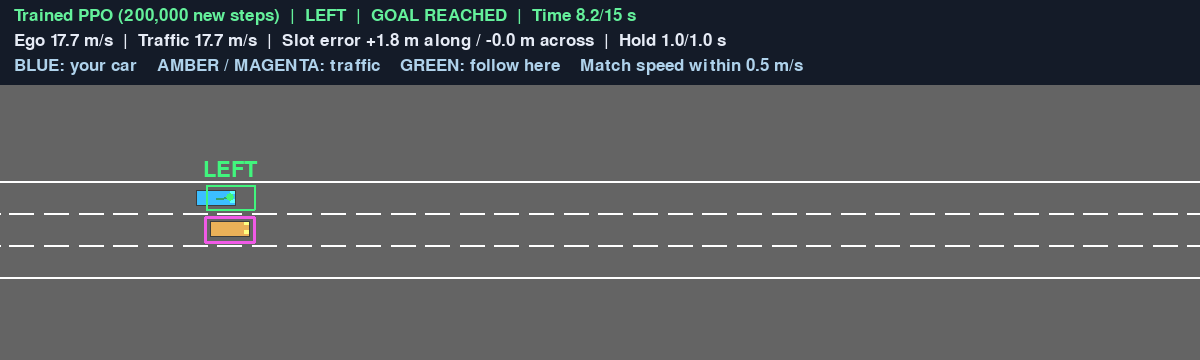 Trained PPO (200,000 new steps) | LEFT | GOAL REACHED | Time 8.2/15 s
Ego 17.7 m/s | Traffic 17.7 m/s | Slot error +1.8 m along / -0.0 m across | Hold 1.0/1.0 s
BLUE: your car AMBER / MAGENTA: traffic GREEN: follow here Match speed within 0.5 m/s
LEFT